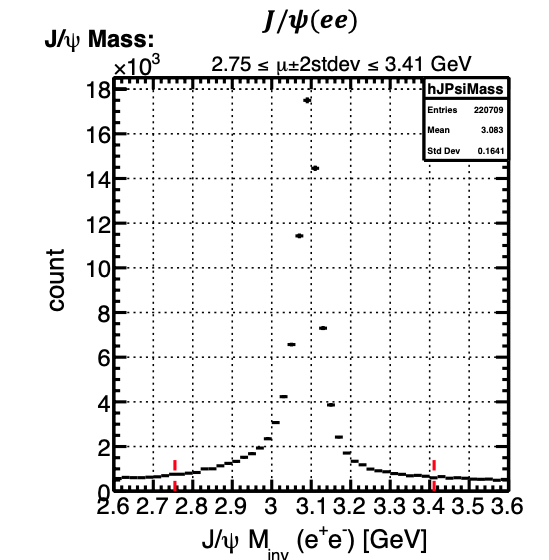 J/ψ(ee)
J/ψ Mass:
×10³
2.75 ≤ μ±2stdev ≤ 3.41 GeV
hJPsiMass
Entries 220709
Mean 3.083
Std Dev 0.1641
18
16
14
12
10
8
6
4
2
0
count
2.6 2.7 2.8 2.9 3 3.1 3.2 3.3 3.4 3.5 3.6
J/ψ M_inv (e⁺e⁻) [GeV]